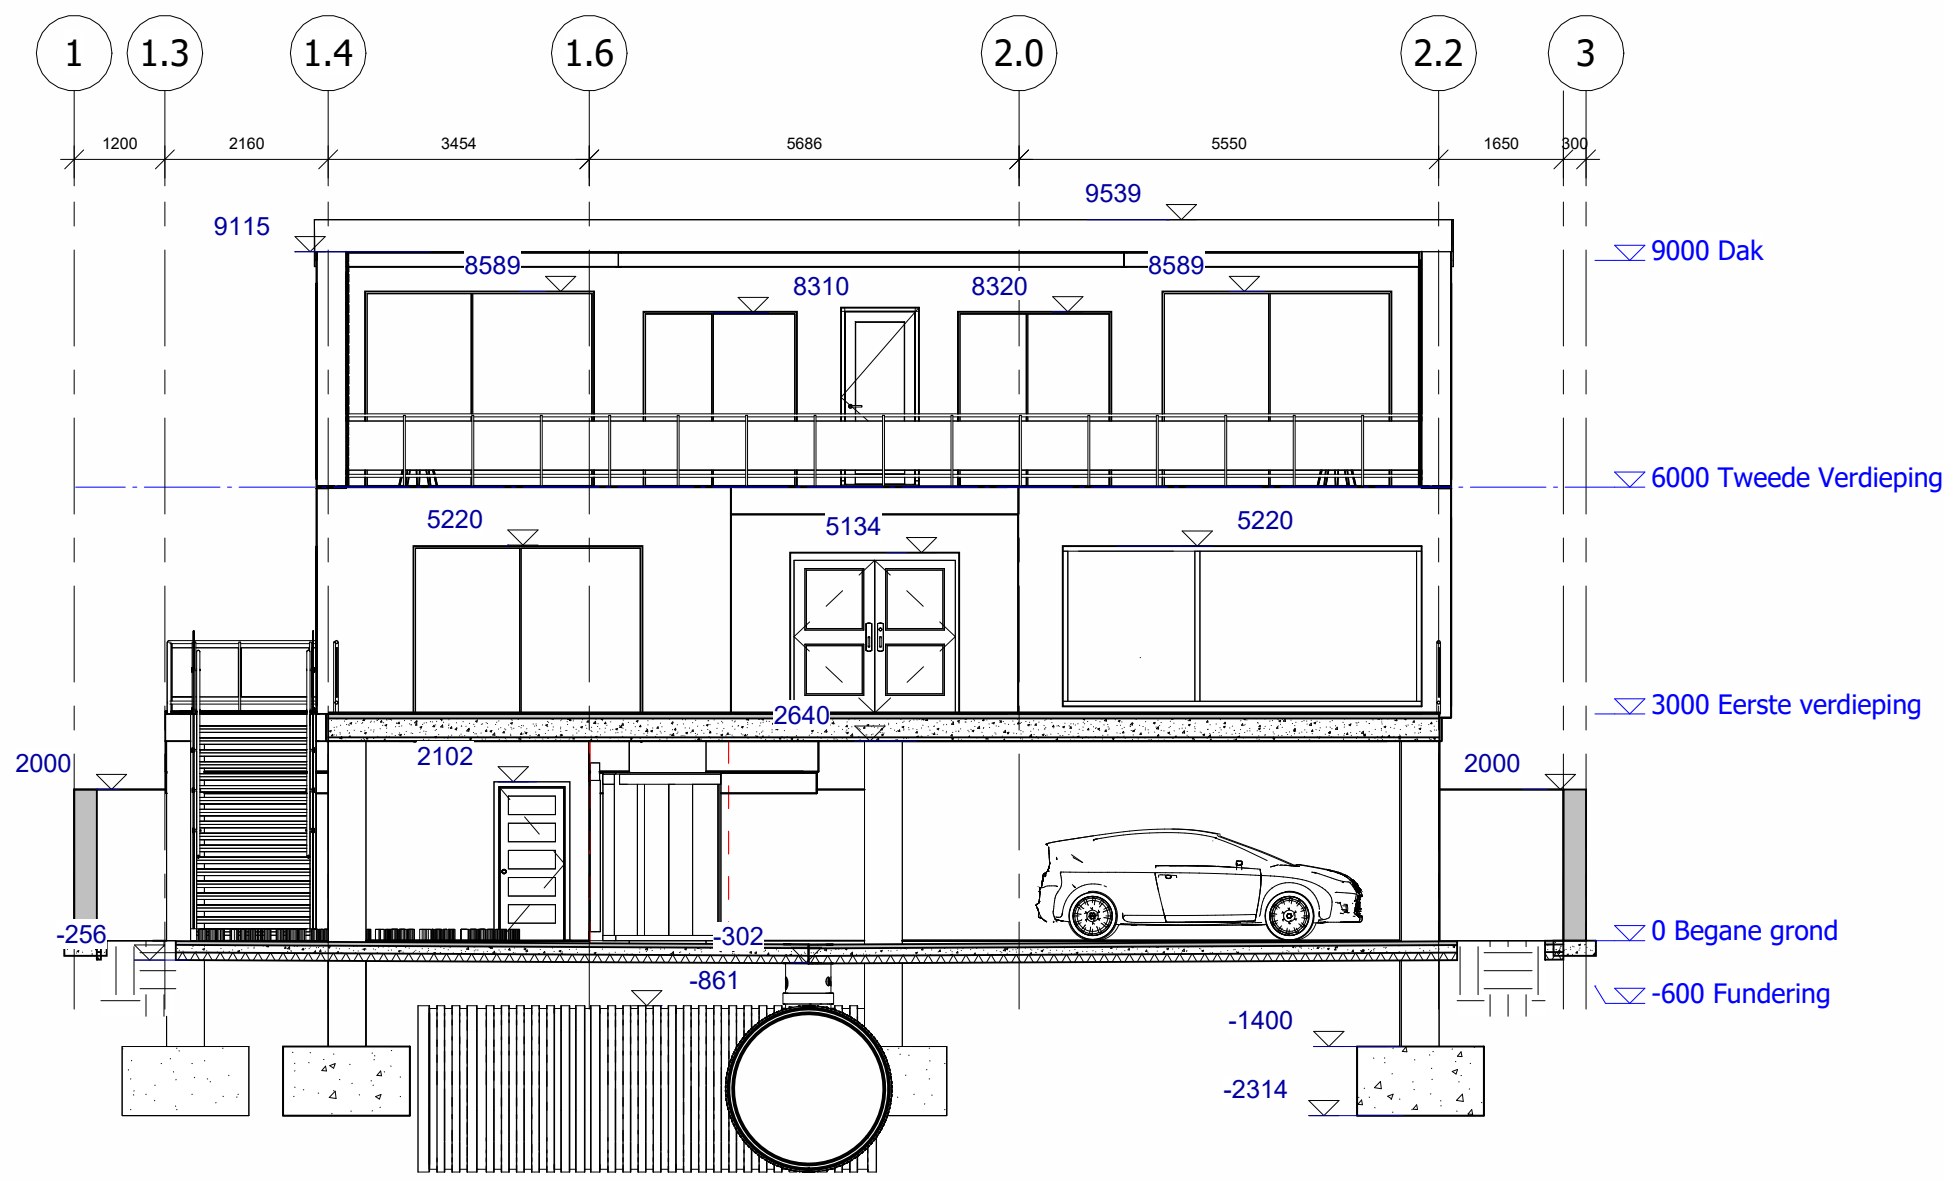 1 1.3 1.4 1.6 2.0 2.2 3
1200 2160 3454 5686 5550 1650 300
9539
9115
9000 Dak
8589 8589
8310 8320
6000 Tweede Verdieping
5220 5134 5220
3000 Eerste verdieping
2640
2102
2000 2000
-256 -302 0 Begane grond
-861
-600 Fundering
-1400
-2314